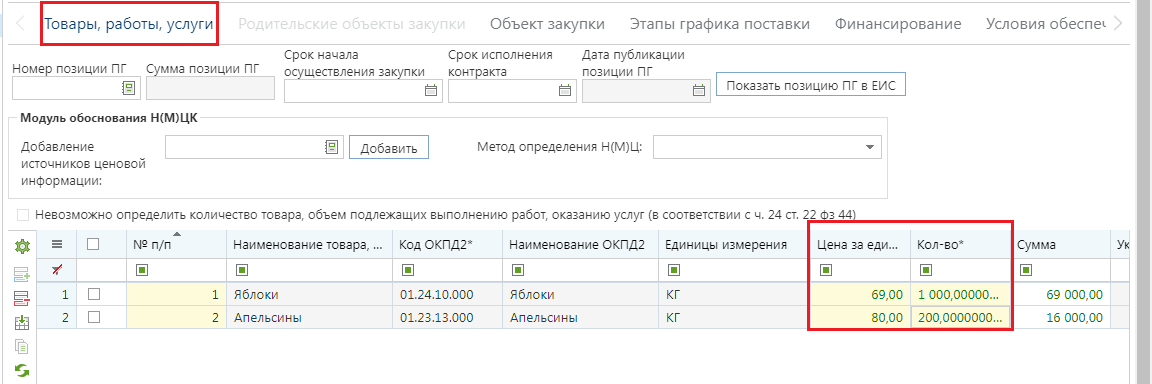 Товары, работы, услуги Родительские объекты закупки Объект закупки Этапы графика поставки Финансирование Условия обеспеч
Номер позиции ПГ Сумма позиции ПГ Срок начала осуществления закупки Срок исполнения контракта Дата публикации позиции ПГ
Показать позицию ПГ в ЕИС
Модуль обоснования Н(М)ЦК
Добавление
источников ценовой
информации:
Добавить
Метод определения Н(М)Ц:
Невозможно определить количество товара, объем подлежащих выполнению работ, оказанию услуг (в соответствии с ч. 24 ст. 22 фз 44)
№ п/п Наименование товара, ... Код ОКПД2* Наименование ОКПД2 Единицы измерения Цена за еди... Кол-во* Сумма Ук
1 1 Яблоки 01.24.10.000 Яблоки КГ 69,00 1 000,00000... 69 000,00
2 2 Апельсины 01.23.13.000 Апельсины КГ 80,00 200,0000000... 16 000,00